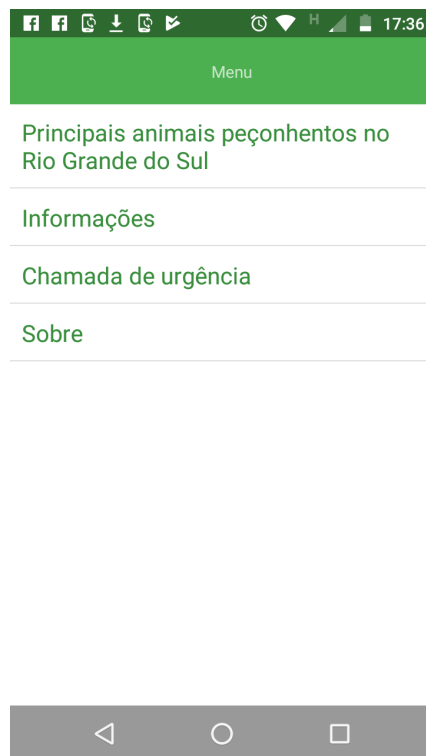 H 17:36
Menu
Principais animais peçonhentos no
Rio Grande do Sul
Informações
Chamada de urgência
Sobre